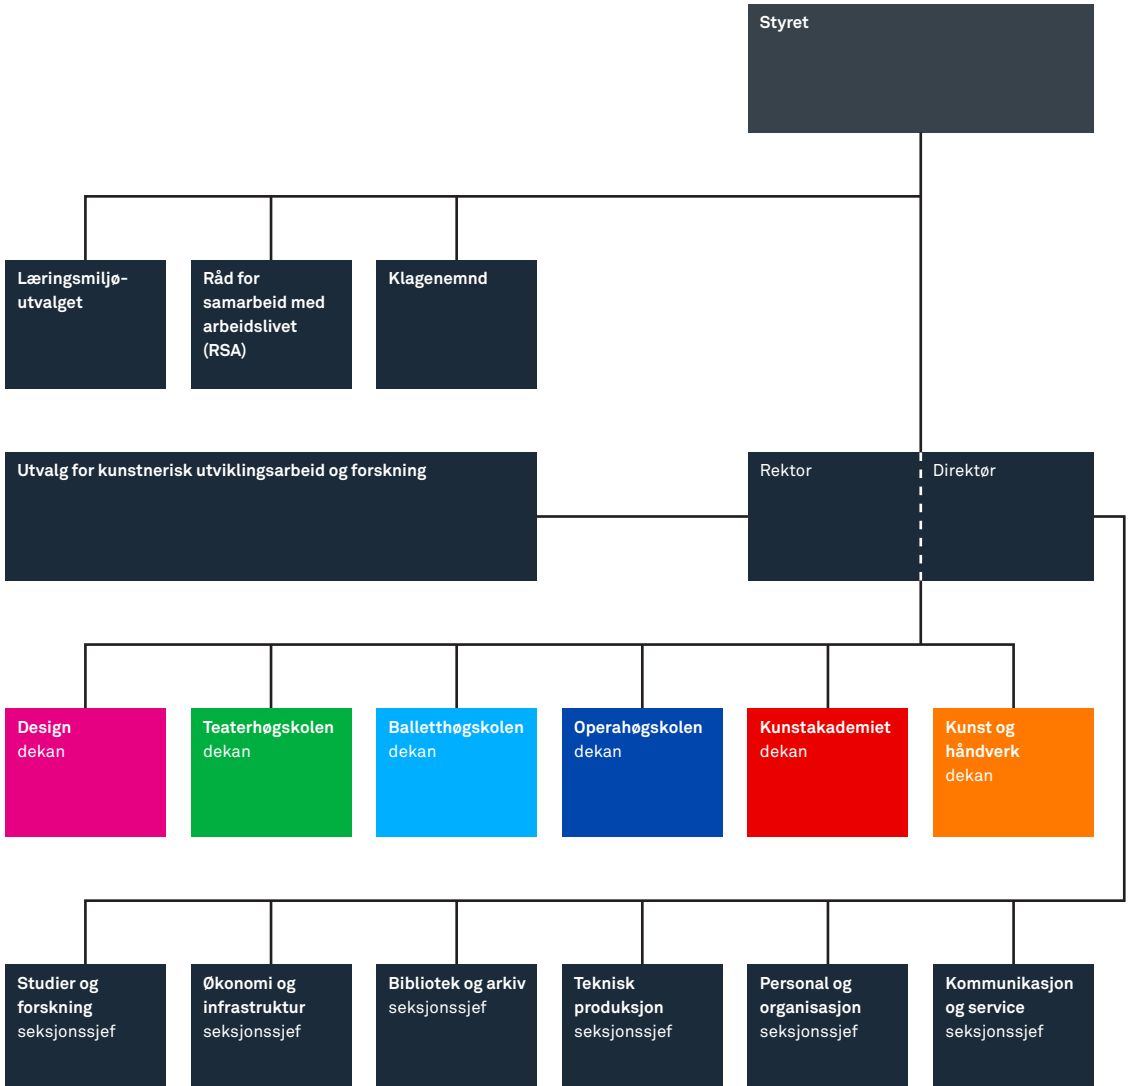 Styret
Læringsmiljø-
utvalget
Råd for
samarbeid med
arbeidslivet
(RSA)
Klagenemnd
Utvalg for kunstnerisk utviklingsarbeid og forskning
Rektor
Direktør
Design
dekan
Teaterhøgskolen
dekan
Balletthøgskolen
dekan
Operahøgskolen
dekan
Kunstakademiet
dekan
Kunst og
håndverk
dekan
Studier og
forskning
seksjonssjef
Økonomi og
infrastruktur
seksjonssjef
Bibliotek og arkiv
seksjonssjef
Teknisk
produksjon
seksjonssjef
Personal og
organisasjon
seksjonssjef
Kommunikasjon
og service
seksjonssjef